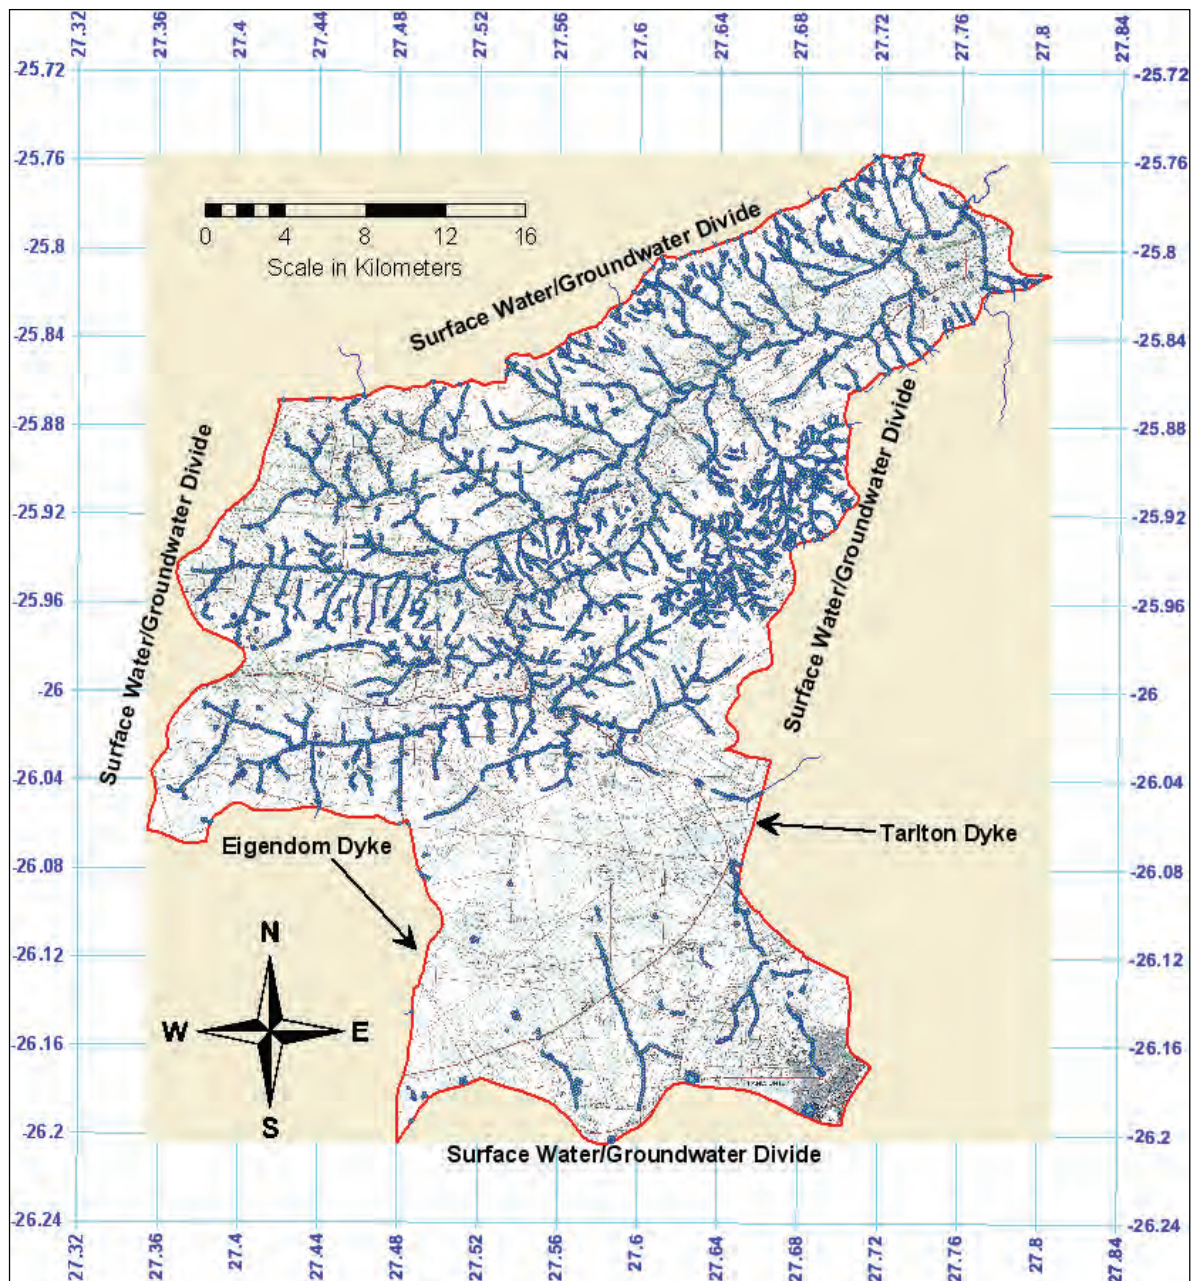 27.32 27.36 27.4 27.44 27.48 27.52 27.56 27.6 27.64 27.68 27.72 27.76 27.8 27.84
-25.72 -25.72
-25.76 -25.76
0 4 8 12 16
Scale in Kilometers
Surface Water/Groundwater Divide
-25.8 -25.8
-25.84 -25.84
-25.88 -25.88
Surface Water/Groundwater Divide
Surface Water/Groundwater Divide
-25.92 -25.92
-25.96 -25.96
-26 -26
-26.04 -26.04
Eigendom Dyke
Tarlton Dyke
-26.08 -26.08
-26.12 -26.12
N
W E
S
-26.16 -26.16
-26.2 -26.2
Surface Water/Groundwater Divide
-26.24 -26.24
27.32 27.36 27.4 27.44 27.48 27.52 27.56 27.6 27.64 27.68 27.72 27.76 27.8 27.84